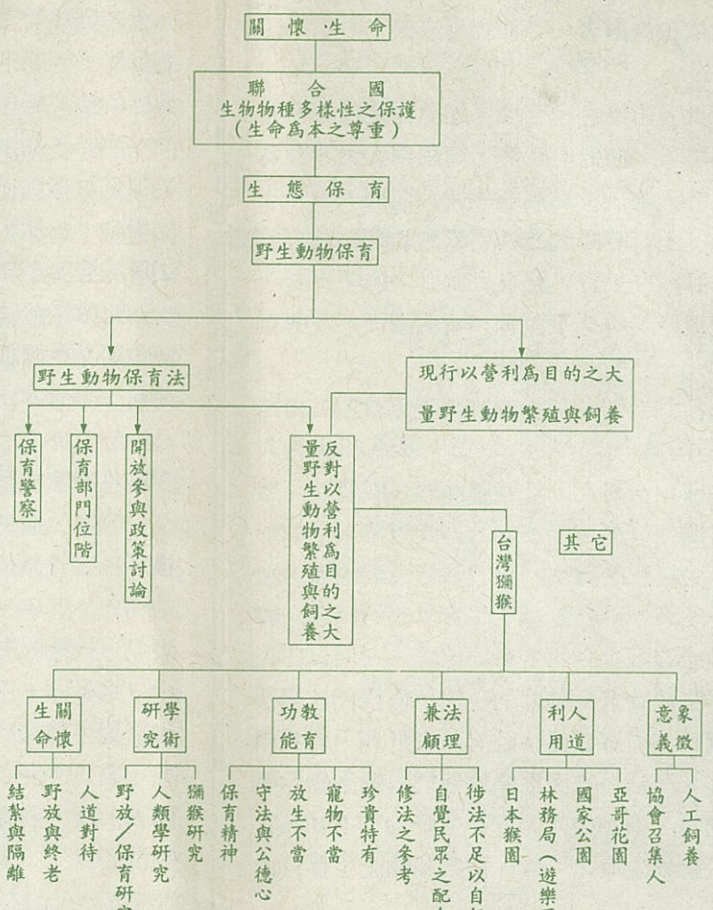 關懷生命
聯合國
生物物種多樣性之保護
(生命爲本之尊重)
生態保育
野生動物保育
野生動物保育法
現行以營利爲目的之大
量野生動物繁殖與飼養
保育警察
保育部門位階
開放參與政策討論
反對以營利爲目的之大
量野生動物繁殖與飼養
台灣獼猴
其它
關懷
生命
學術
研究
教育
功能
法理
兼顧
人道
利用
象徵
意義
人工飼養
協會召集人
亞哥花園
國家公園
林務局(遊樂
日本猴園
涉法不足以自
自覺民眾之配
修法之參考
珍貴特有
寵物不當
放生不當
守法與公德心
保育精神
獼猴研究
人類學研究
野放/保育研究
人道對待
野放與終老
結紮與隔離